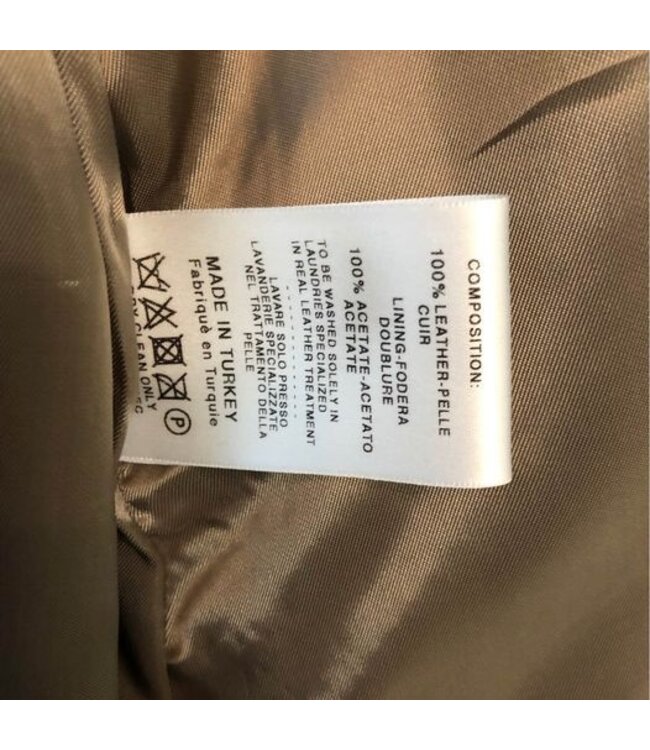 COMPOSITION:
100% LEATHER-PELLE
CUIR
LINING-FODERA
DOUBLURE
100% ACETATE-ACETATO
ACETATE
TO BE WASHED SOLELY IN
LAUNDRIES SPECIALIZED
IN REAL LEATHER TREATMENT
- - - - - - - - - -
LAVARE SOLO PRESSO
LAVANDERIE SPECIALIZZATE
NEL TRATTAMENTO DELLA
PELLE
MADE IN TURKEY
Fabriquè en Turquie
P
CLEAN ONLY